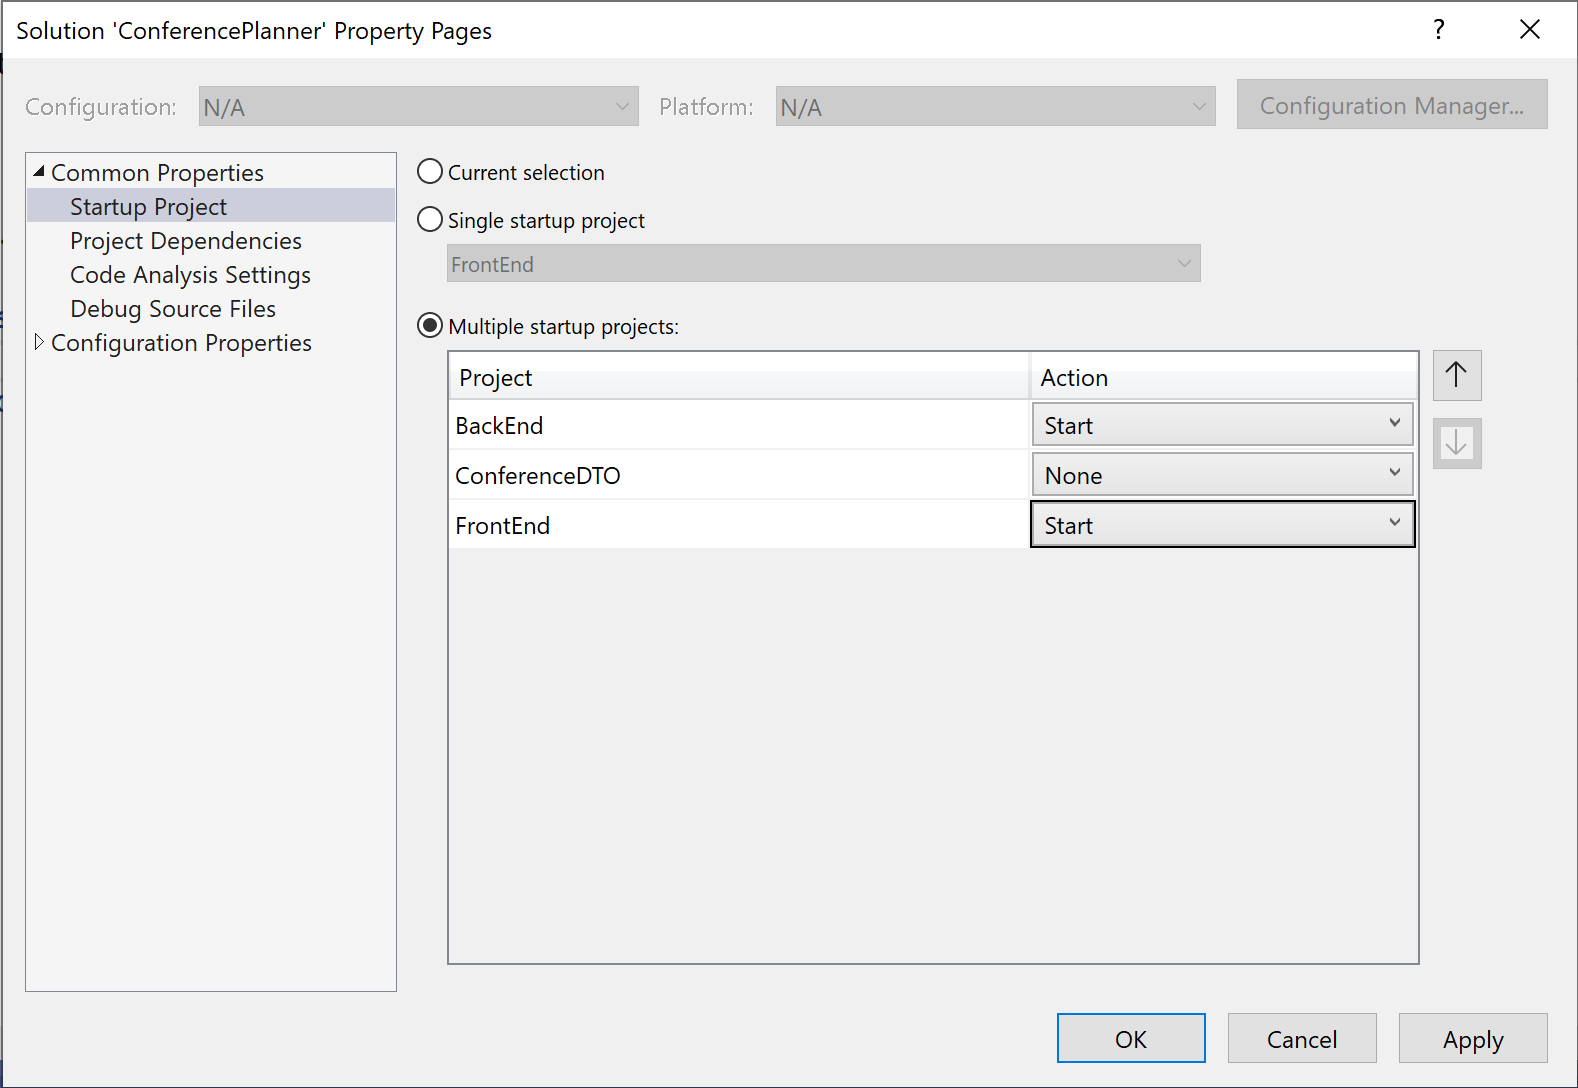 Solution 'ConferencePlanner' Property Pages
?
Configuration: N/A Platform: N/A Configuration Manager...
Common Properties
Startup Project
Project Dependencies
Code Analysis Settings
Debug Source Files
Configuration Properties
Current selection
Single startup project
FrontEnd
Multiple startup projects:
Project Action
BackEnd Start
ConferenceDTO None
FrontEnd Start
OK Cancel Apply